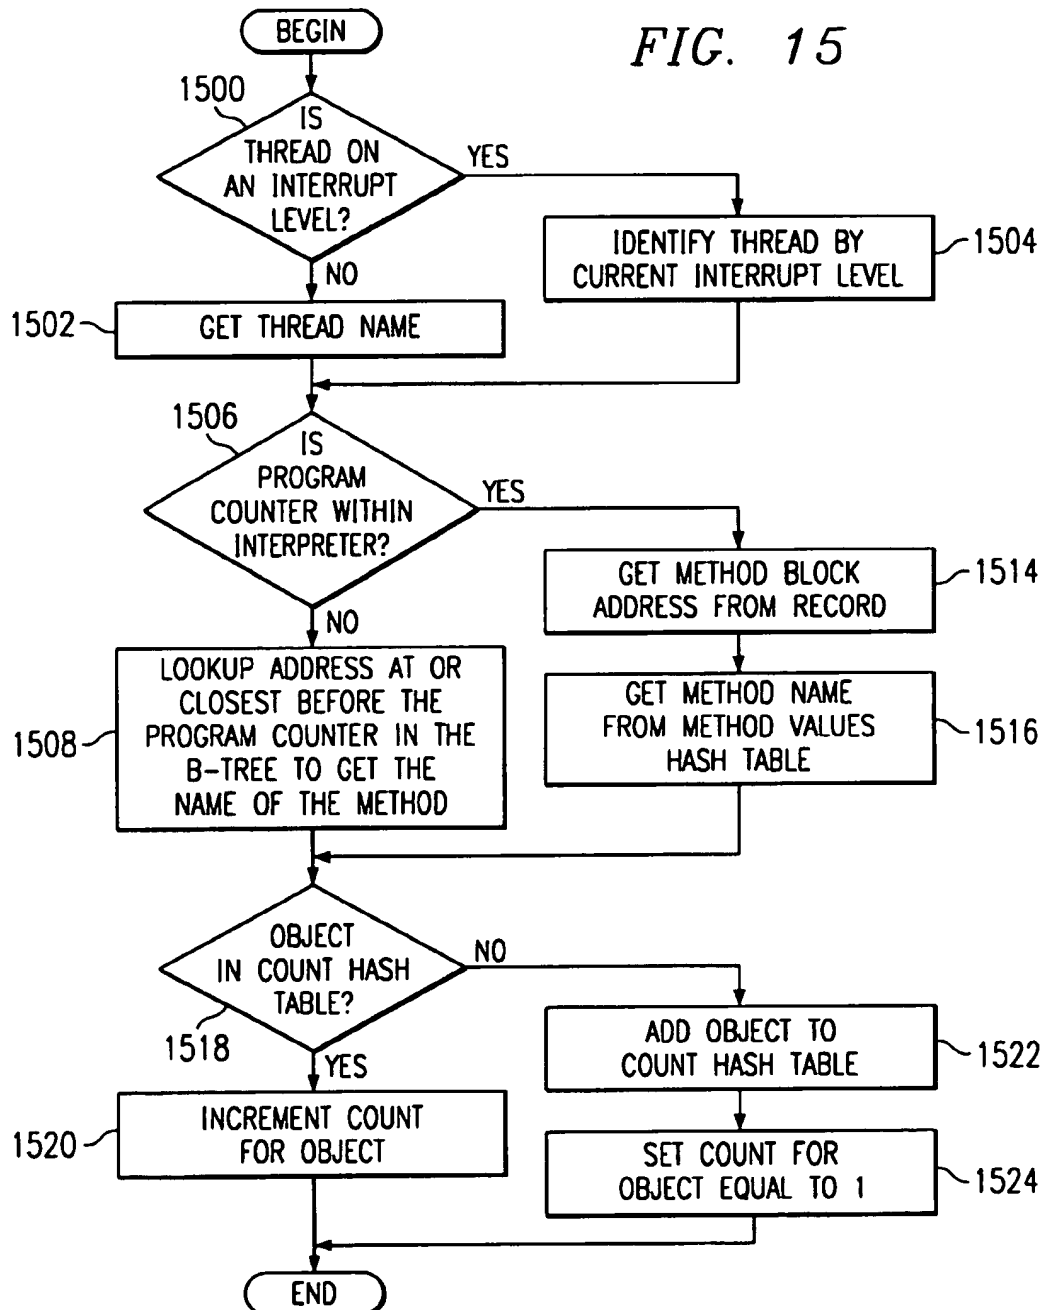 BEGIN
FIG. 15
1500
IS
THREAD ON
AN INTERRUPT
LEVEL?
YES
NO
IDENTIFY THREAD BY
CURRENT INTERRUPT LEVEL
1504
1502
GET THREAD NAME
1506
IS
PROGRAM
COUNTER WITHIN
INTERPRETER?
YES
NO
GET METHOD BLOCK
ADDRESS FROM RECORD
1514
LOOKUP ADDRESS AT OR
CLOSEST BEFORE THE
PROGRAM COUNTER IN THE
B-TREE TO GET THE
NAME OF THE METHOD
1508
GET METHOD NAME
FROM METHOD VALUES
HASH TABLE
1516
OBJECT
IN COUNT HASH
TABLE?
NO
1518
YES
ADD OBJECT TO
COUNT HASH TABLE
1522
1520
INCREMENT COUNT
FOR OBJECT
SET COUNT FOR
OBJECT EQUAL TO 1
1524
END